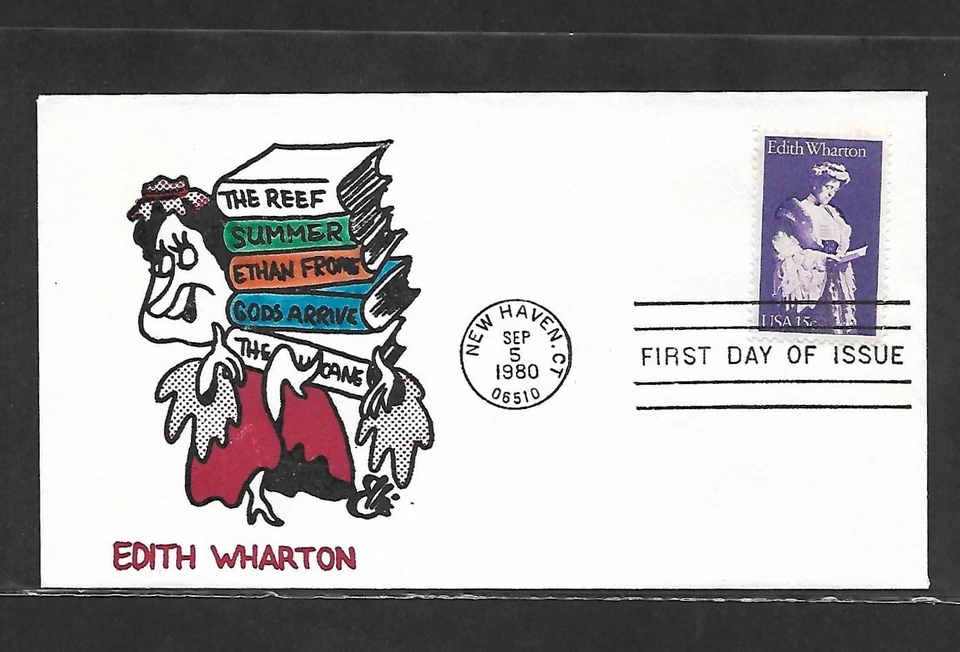 THE REEF
SUMMER
ETHAN FROME
GODS ARRIVE
THE CANE
EDITH WHARTON
NEW HAVEN, CT
SEP
5
1980
06510
Edith Wharton
USA 15c
FIRST DAY OF ISSUE